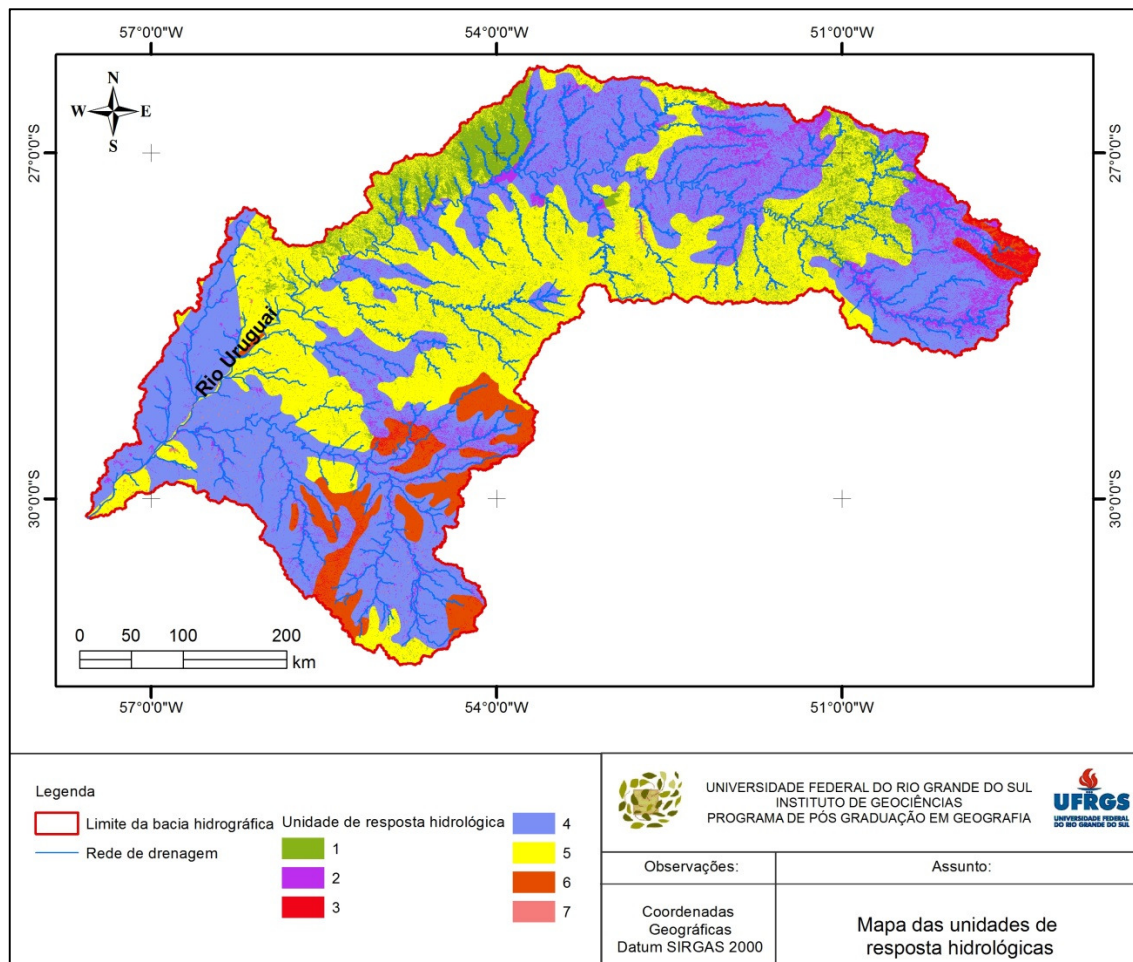 57°0'0"W
54°0'0"W
51°0'0"W
N
W E
S
27°0'0"S
27°0'0"S
Rio Uruguai
30°0'0"S
30°0'0"S
0 50 100 200
km
57°0'0"W
54°0'0"W
51°0'0"W
Legenda
Limite da bacia hidrográfica
Rede de drenagem
Unidade de resposta hidrológica
1
2
3
4
5
6
7
UNIVERSIDADE FEDERAL DO RIO GRANDE DO SUL
INSTITUTO DE GEOCIÊNCIAS
PROGRAMA DE PÓS GRADUAÇÃO EM GEOGRAFIA
UFRGS
UNIVERSIDADE FEDERAL
DO RIO GRANDE DO SUL
Observações:
Assunto:
Coordenadas
Geográficas
Datum SIRGAS 2000
Mapa das unidades de
resposta hidrológicas